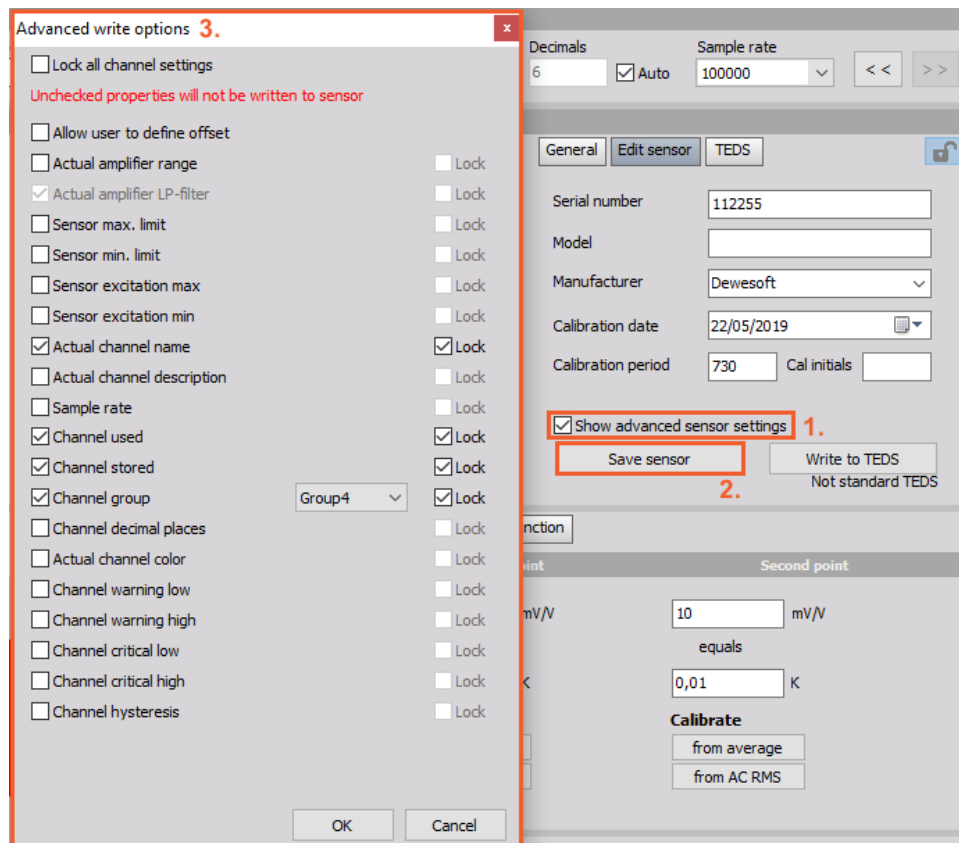 Advanced write options 3.
x
Lock all channel settings
Unchecked properties will not be written to sensor
Allow user to define offset
Actual amplifier range Lock
Actual amplifier LP-filter Lock
Sensor max. limit Lock
Sensor min. limit Lock
Sensor excitation max Lock
Sensor excitation min Lock
Actual channel name Lock
Actual channel description Lock
Sample rate Lock
Channel used Lock
Channel stored Lock
Channel group Group4 Lock
Channel decimal places Lock
Actual channel color Lock
Channel warning low Lock
Channel warning high Lock
Channel critical low Lock
Channel critical high Lock
Channel hysteresis Lock
OK Cancel
Decimals Sample rate
6 Auto 100000 << >>
General Edit sensor TEDS
Serial number 112255
Model
Manufacturer Dewesoft
Calibration date 22/05/2019
Calibration period 730 Cal initials
Show advanced sensor settings 1.
Save sensor Write to TEDS
2. Not standard TEDS
nction
oint Second point
mV/V 10 mV/V
equals
K 0,01 K
Calibrate
from average
from AC RMS